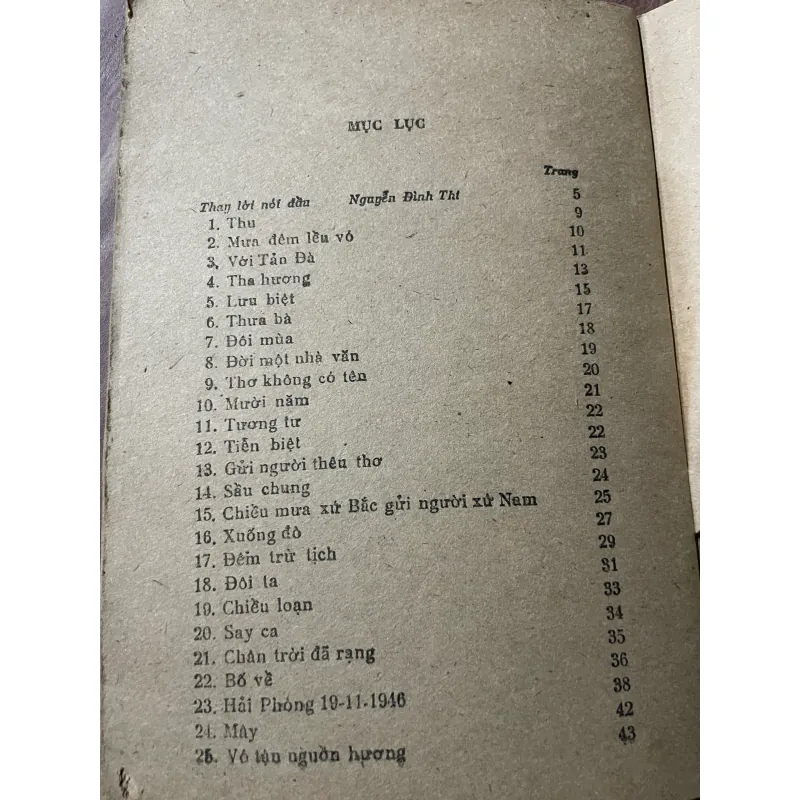 MỤC LỤC
Trang
Thay lời nói đầu Nguyễn Đình Thi 5
1. Thu 9
2. Mưa đêm lều vó 10
3. Với Tản Đà 11
4. Tha hương 13
5. Lưu biệt 15
6. Thưa bà 17
7. Đôi mùa 18
8. Đời một nhà văn 19
9. Thơ không có tên 20
10. Mười năm 21
11. Tương tư 22
12. Tiễn biệt 22
13. Gửi người thêu thơ 23
14. Sầu chung 24
15. Chiều mưa xứ Bắc gửi người xứ Nam 25
16. Xuống đò 27
17. Đêm trừ tịch 29
18. Đôi ta 31
19. Chiều loạn 33
20. Say ca 34
21. Chân trời đã rạng 35
22. Bố về 36
23. Hải Phòng 19-11-1946 38
24. Mây 42
25. Vô tận nguồn hương 43